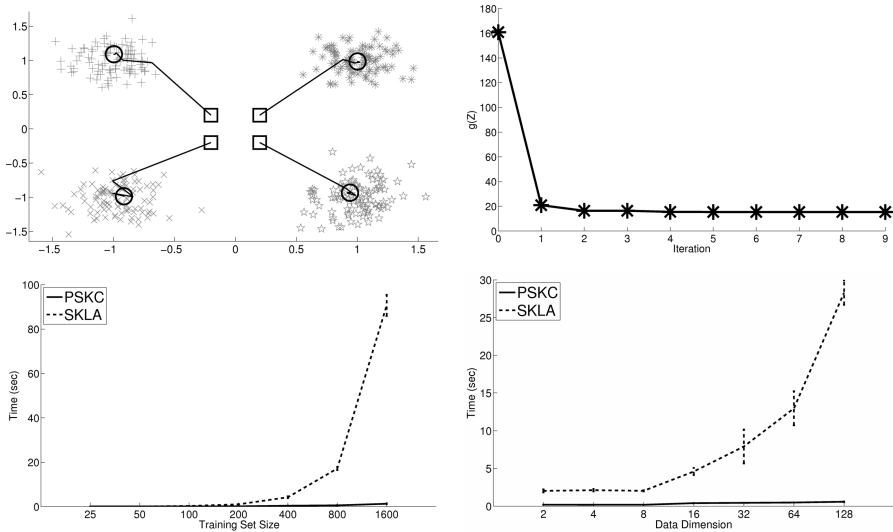 1.5
1
0.5
0
−0.5
−1
−1.5
−1.5 −1 −0.5 0 0.5 1 1.5
180
160
140
120
100
80
60
40
20
0
g(Z)
0 1 2 3 4 5 6 7 8 9
Iteration
100
80
60
40
20
0
Time (sec)
PSKC
SKLA
25 50 100 200 400 800 1600
Training Set Size
30
25
20
15
10
5
0
Time (sec)
PSKC
SKLA
2 4 8 16 32 64 128
Data Dimension